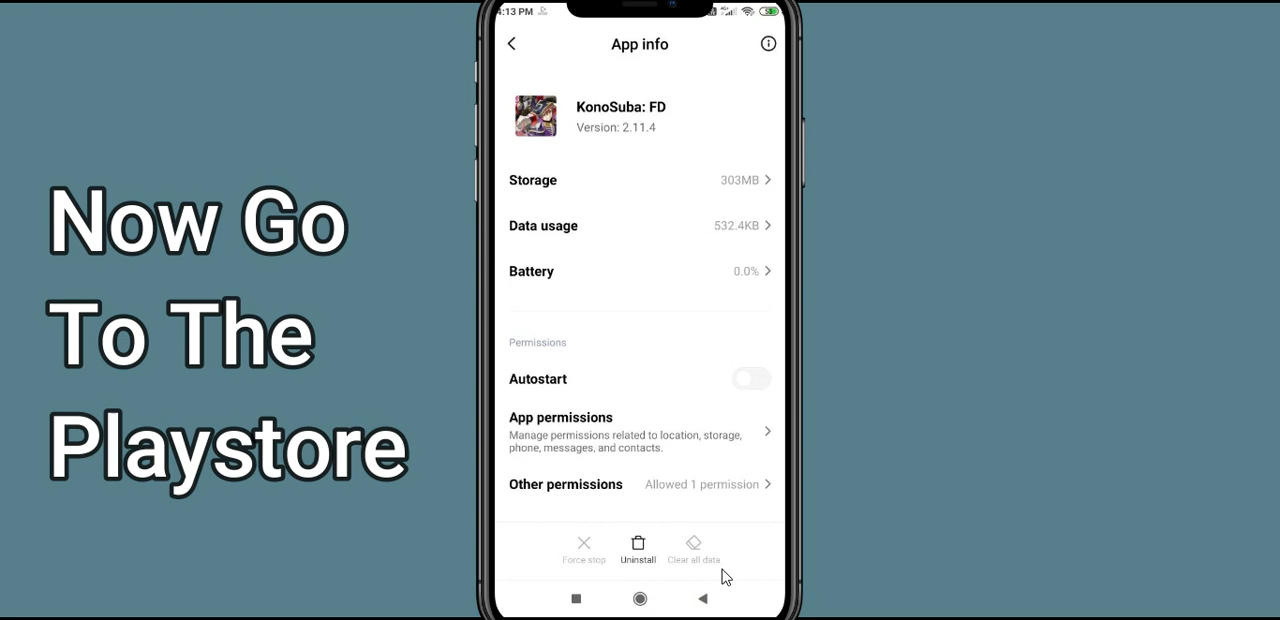 Now Go
To The
Playstore
4:13 PM
App info
KonoSuba: FD
Version: 2.11.4
Storage 303MB
Data usage 532.4KB
Battery 0.0%
Permissions
Autostart
App permissions
Manage permissions related to location, storage,
phone, messages, and contacts.
Other permissions Allowed 1 permission
Force stop Uninstall Clear all data